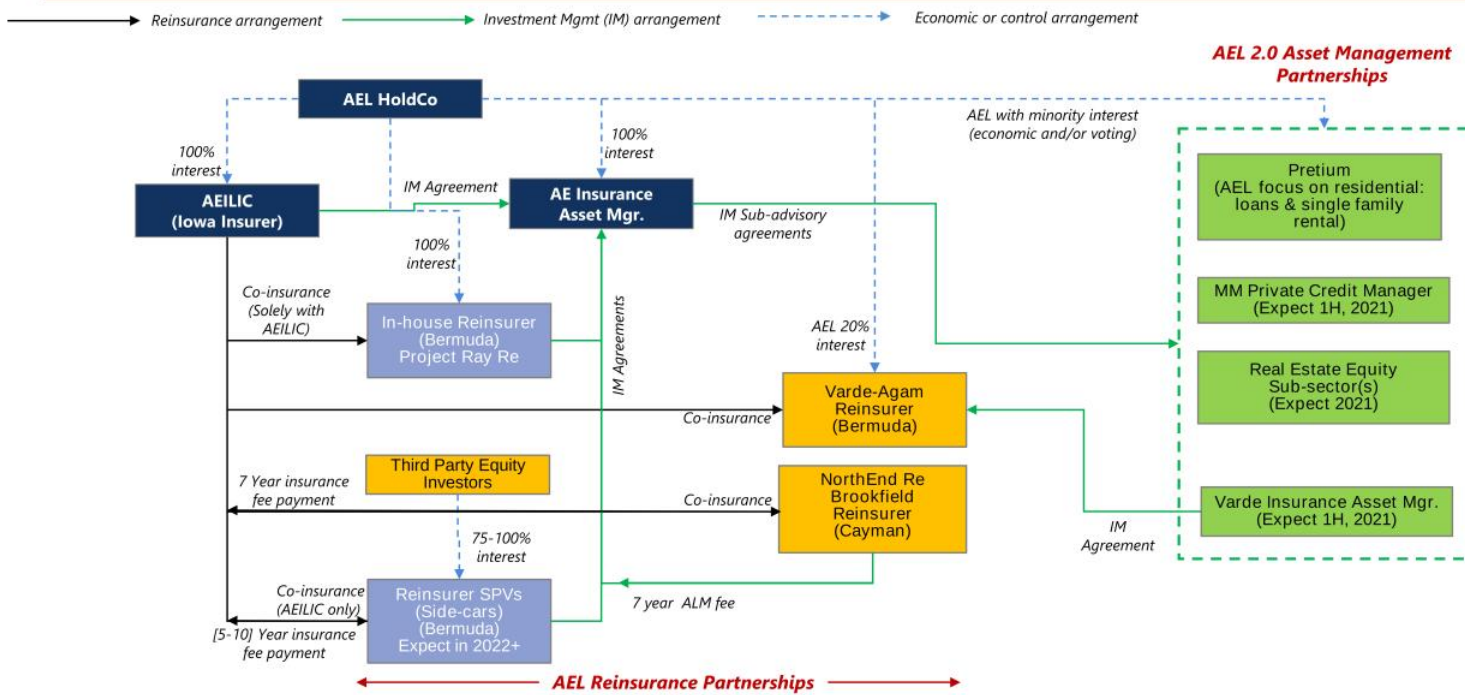 Reinsurance arrangement
Investment Mgmt (IM) arrangement
Economic or control arrangement
AEL 2.0 Asset Management
Partnerships
AEL HoldCo
AEL with minority interest
(economic and/or voting)
100%
interest
100%
interest
AEILIC
(Iowa Insurer)
IM Agreement
AE Insurance
Asset Mgr.
IM Sub-advisory
agreements
Pretium
(AEL focus on residential:
loans & single family
rental)
100%
interest
Co-insurance
(Solely with
AEILIC)
In-house Reinsurer
(Bermuda)
Project Ray Re
IM Agreements
AEL 20%
interest
MM Private Credit Manager
(Expect 1H, 2021)
Real Estate Equity
Sub-sector(s)
(Expect 2021)
Co-insurance
Varde-Agam
Reinsurer
(Bermuda)
Third Party Equity
Investors
7 Year insurance
fee payment
Co-insurance
NorthEnd Re
Brookfield
Reinsurer
(Cayman)
IM
Agreement
Varde Insurance Asset Mgr.
(Expect 1H, 2021)
75-100%
interest
Co-insurance
(AEILIC only)
[5-10] Year insurance
fee payment
Reinsurer SPVs
(Side-cars)
(Bermuda)
Expect in 2022+
7 year ALM fee
AEL Reinsurance Partnerships